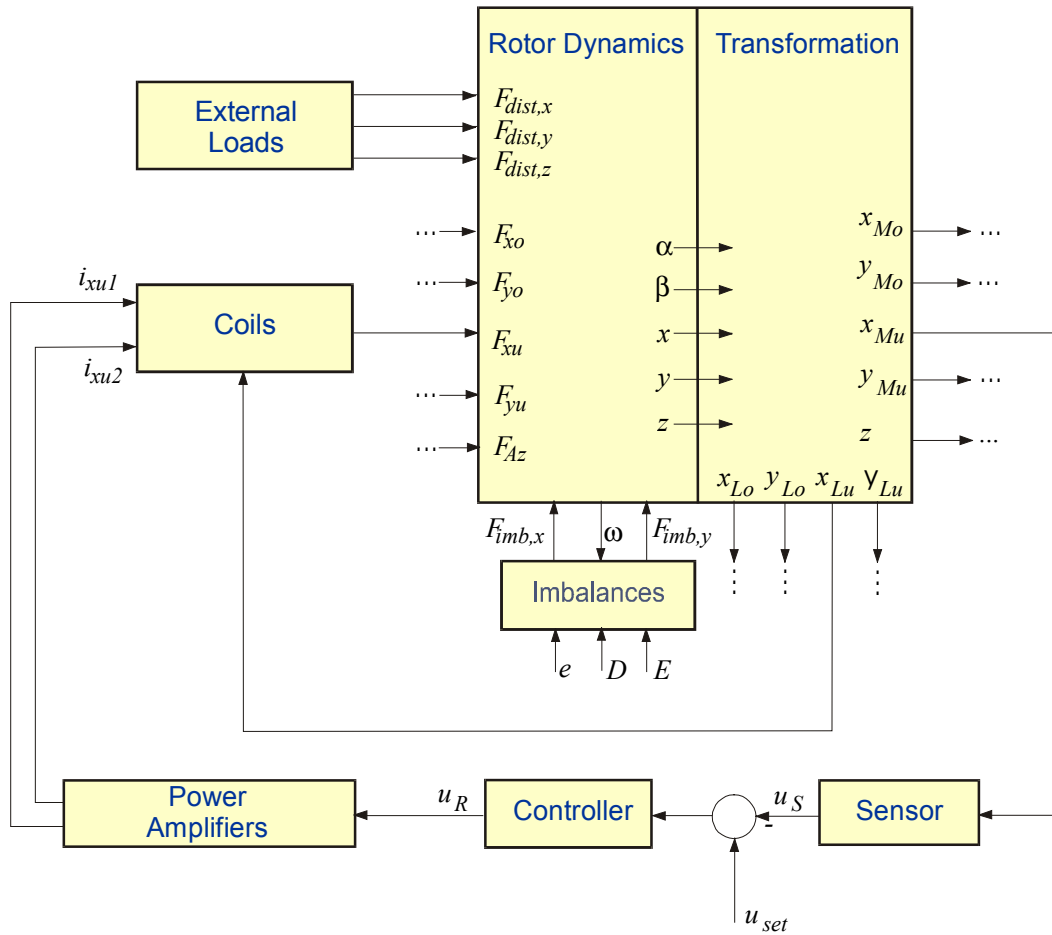 Rotor Dynamics
Transformation
External
Loads
F_dist,x
F_dist,y
F_dist,z
... F_xo
... F_yo
F_xu
... F_yu
... F_Az
i_xu1
i_xu2
Coils
α
β
x
y
z
x_Mo ...
y_Mo ...
x_Mu
y_Mu ...
z ...
x_Lo y_Lo x_Lu y_Lu
F_imb,x ω F_imb,y
... ... ...
Imbalances
e D E
Power
Amplifiers
u_R
Controller
-
u_S
Sensor
u_set